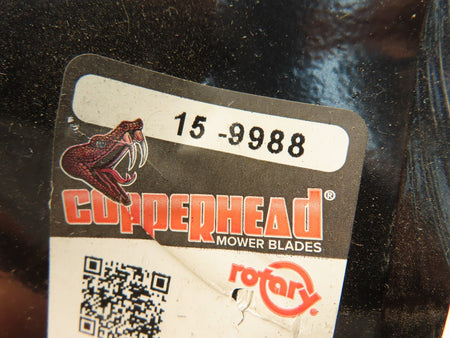 15-9988
COPPERHEAD®
MOWER BLADES
rotary®